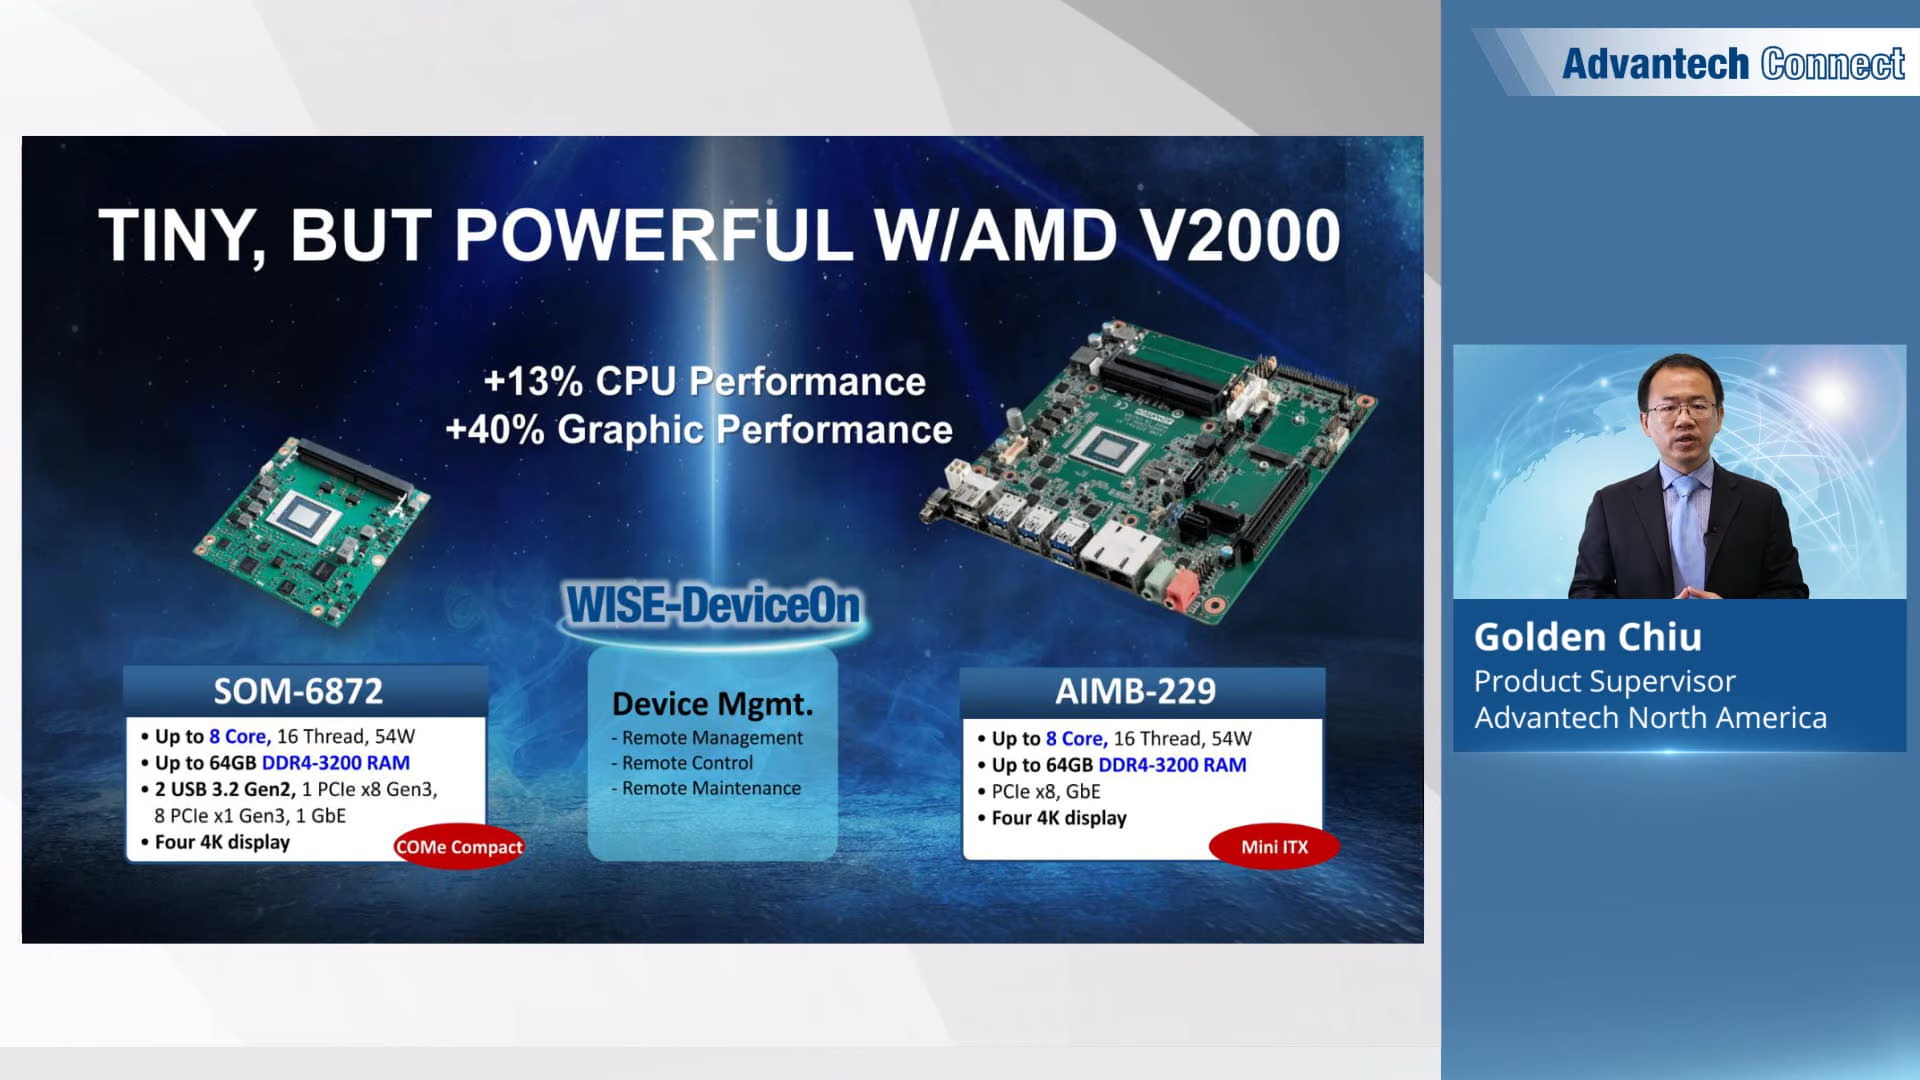 Advantech Connect
TINY, BUT POWERFUL W/AMD V2000
+13% CPU Performance
+40% Graphic Performance
WISE-DeviceOn
SOM-6872
• Up to 8 Core, 16 Thread, 54W
• Up to 64GB DDR4-3200 RAM
• 2 USB 3.2 Gen2, 1 PCIe x8 Gen3,
8 PCIe x1 Gen3, 1 GbE
• Four 4K display
COMe Compact
Device Mgmt.
- Remote Management
- Remote Control
- Remote Maintenance
AIMB-229
• Up to 8 Core, 16 Thread, 54W
• Up to 64GB DDR4-3200 RAM
• PCIe x8, GbE
• Four 4K display
Mini ITX
Golden Chiu
Product Supervisor
Advantech North America